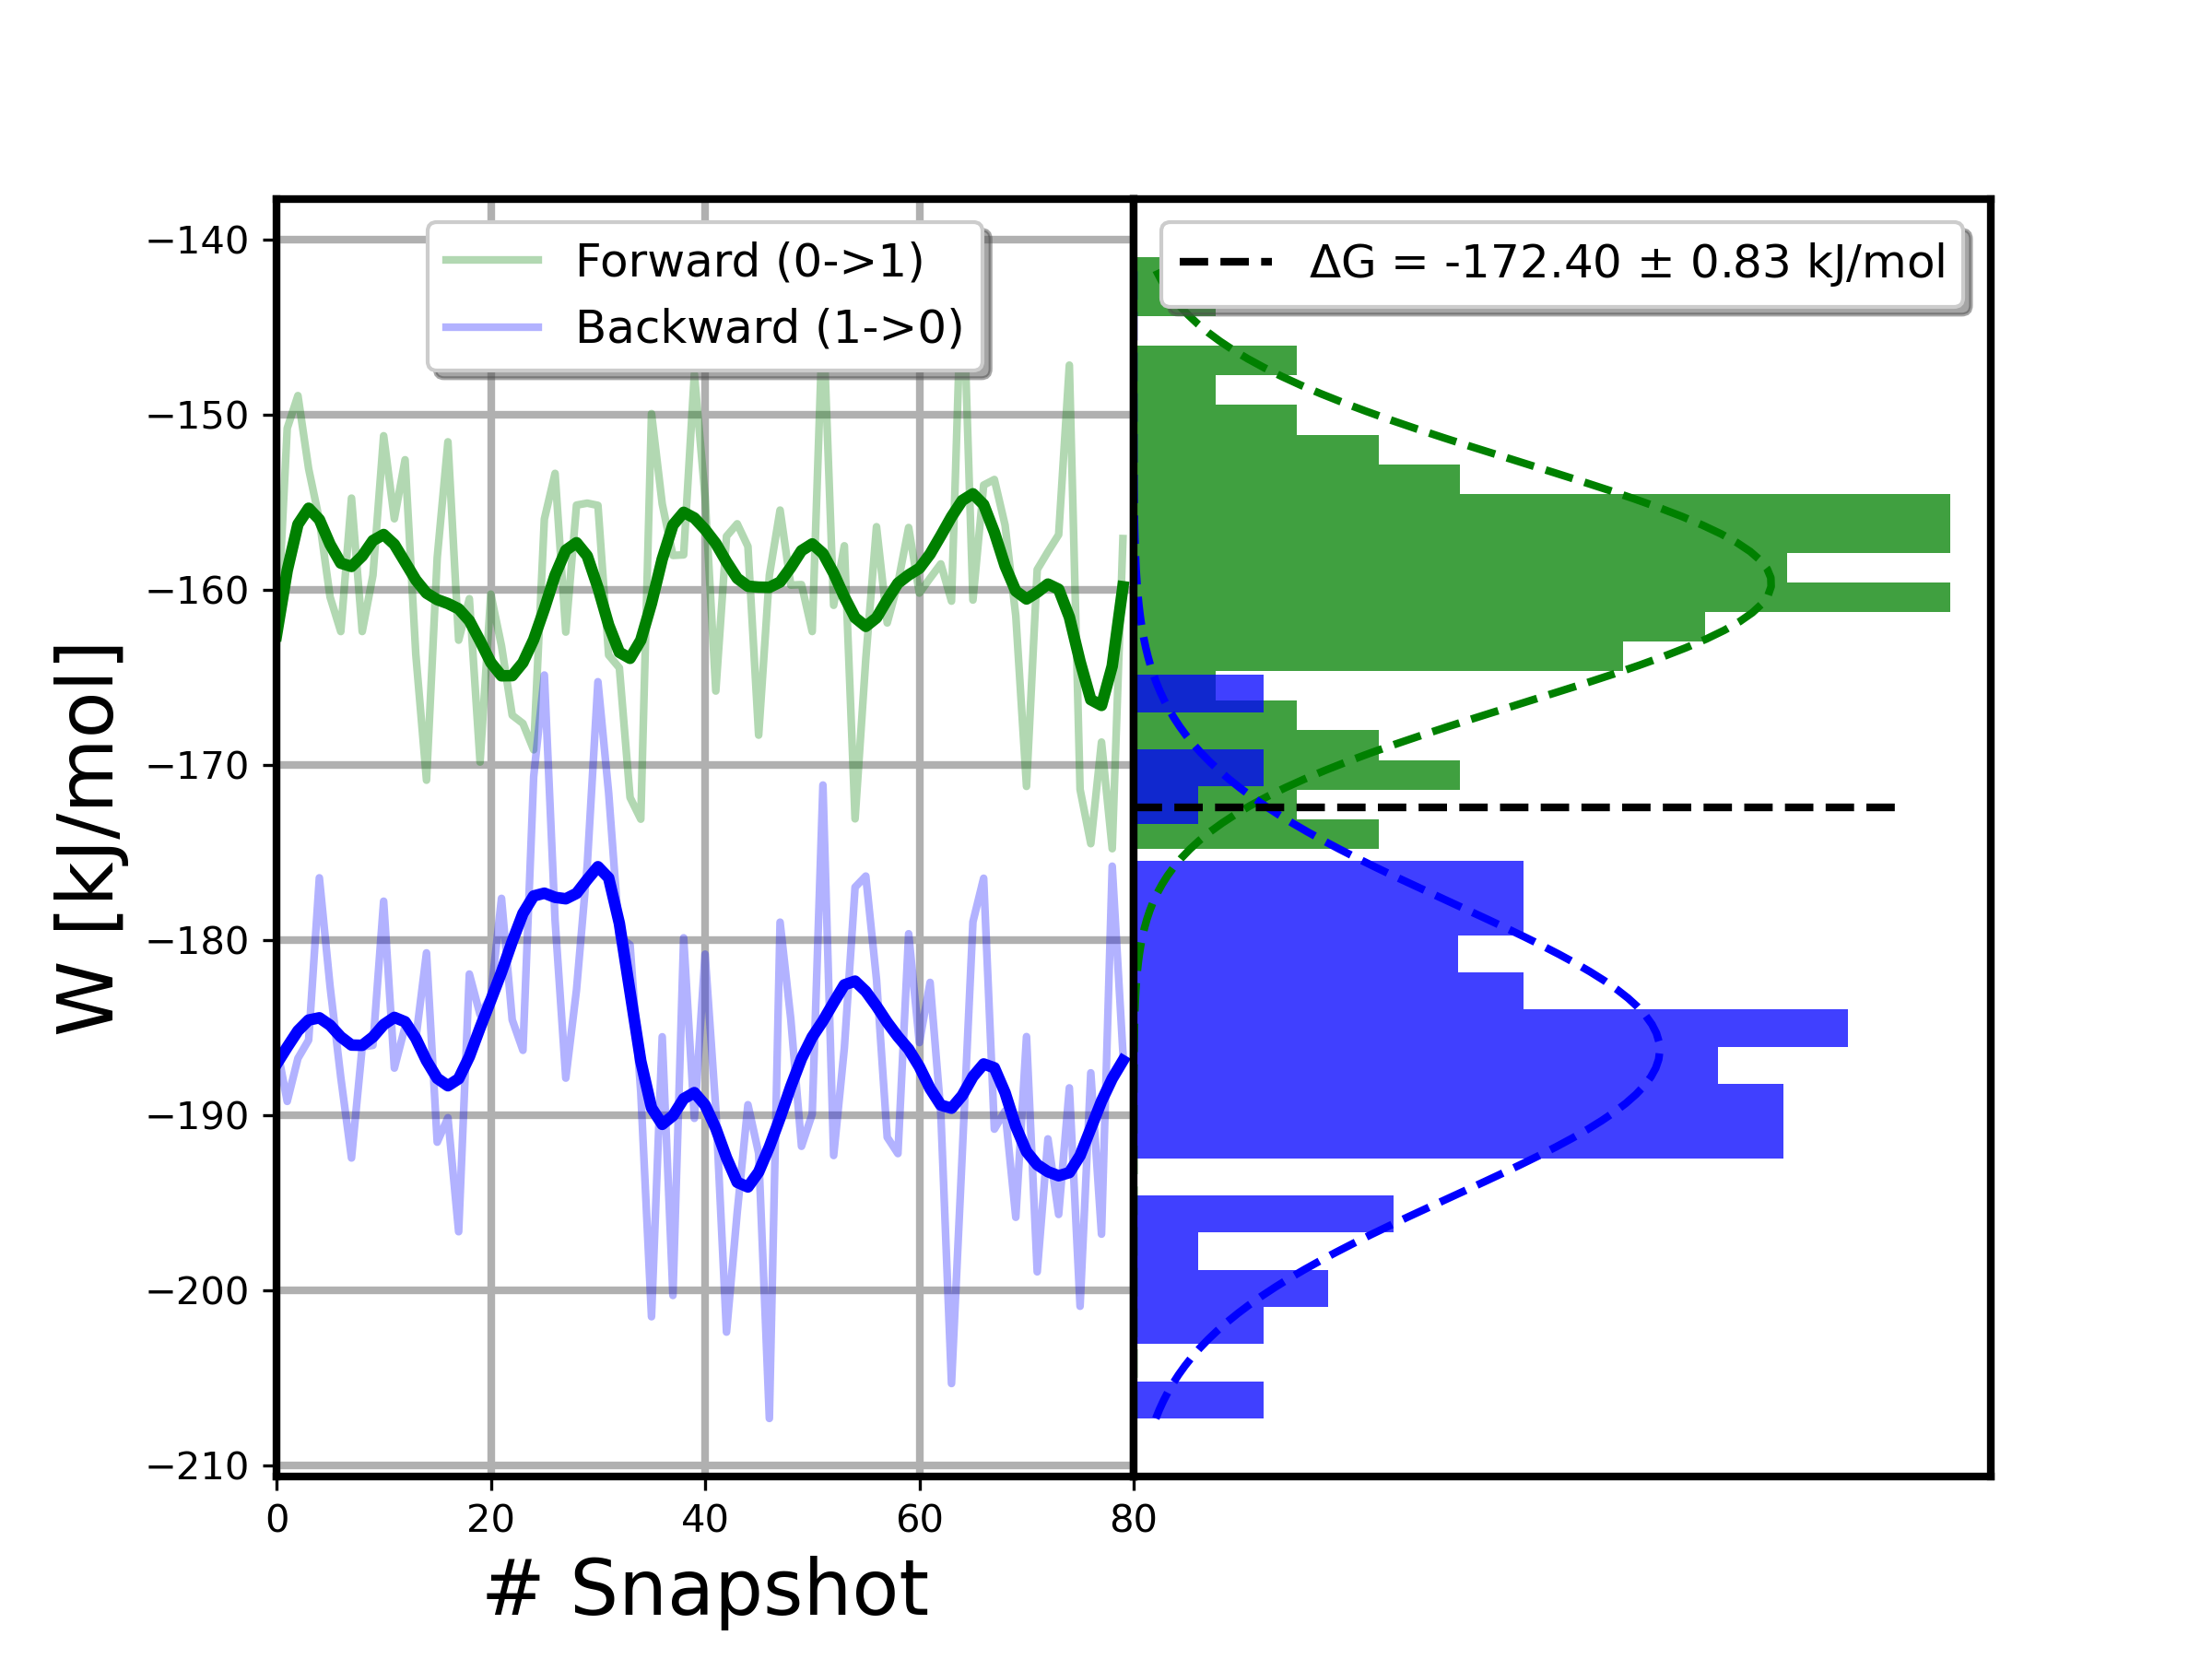 Forward (0->1)
Backward (1->0)
ΔG = -172.40 ± 0.83 kJ/mol
−140
−150
−160
−170
−180
−190
−200
−210
W [kJ/mol]
0 20 40 60 80
# Snapshot